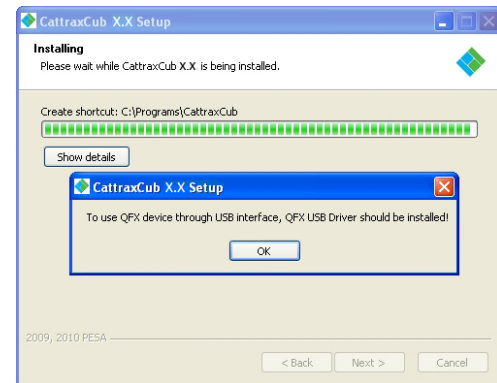 CattraxCub X.X Setup
Installing
Please wait while CattraxCub X.X is being installed.
Create shortcut: C:\Programs\CattraxCub
Show details
CattraxCub X.X Setup
To use QFX device through USB interface, QFX USB Driver should be installed!
OK
2009, 2010 PESA
< Back Next > Cancel